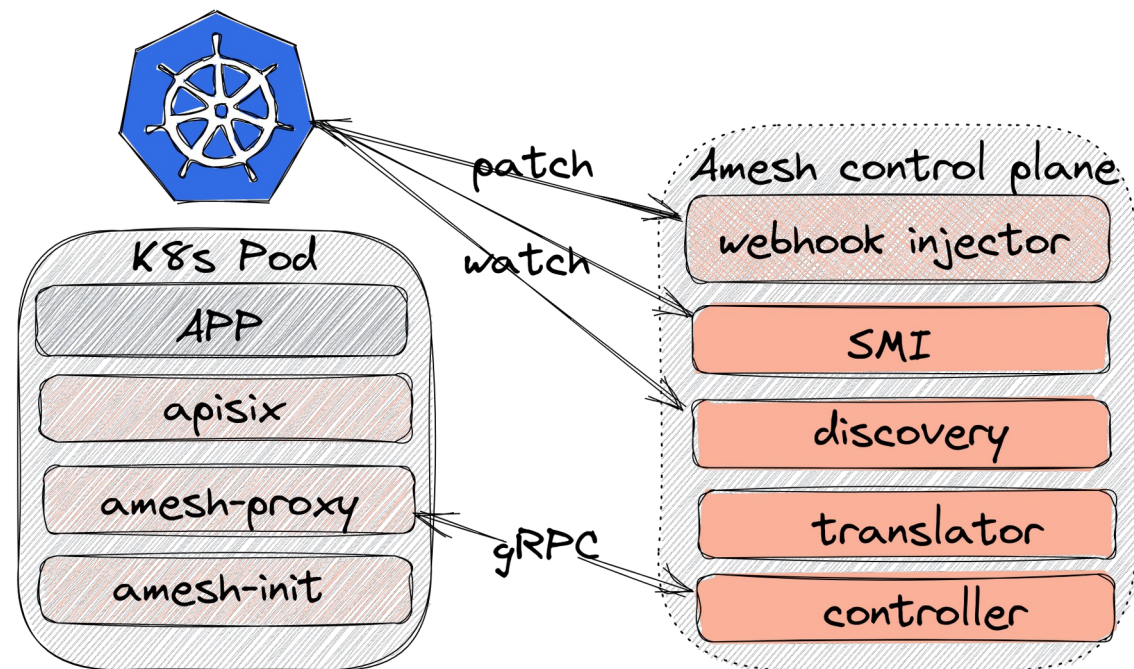 patch
watch
K8s Pod
APP
apisix
amesh-proxy
amesh-init
gRPC
Amesh control plane
webhook injector
SMI
discovery
translator
controller